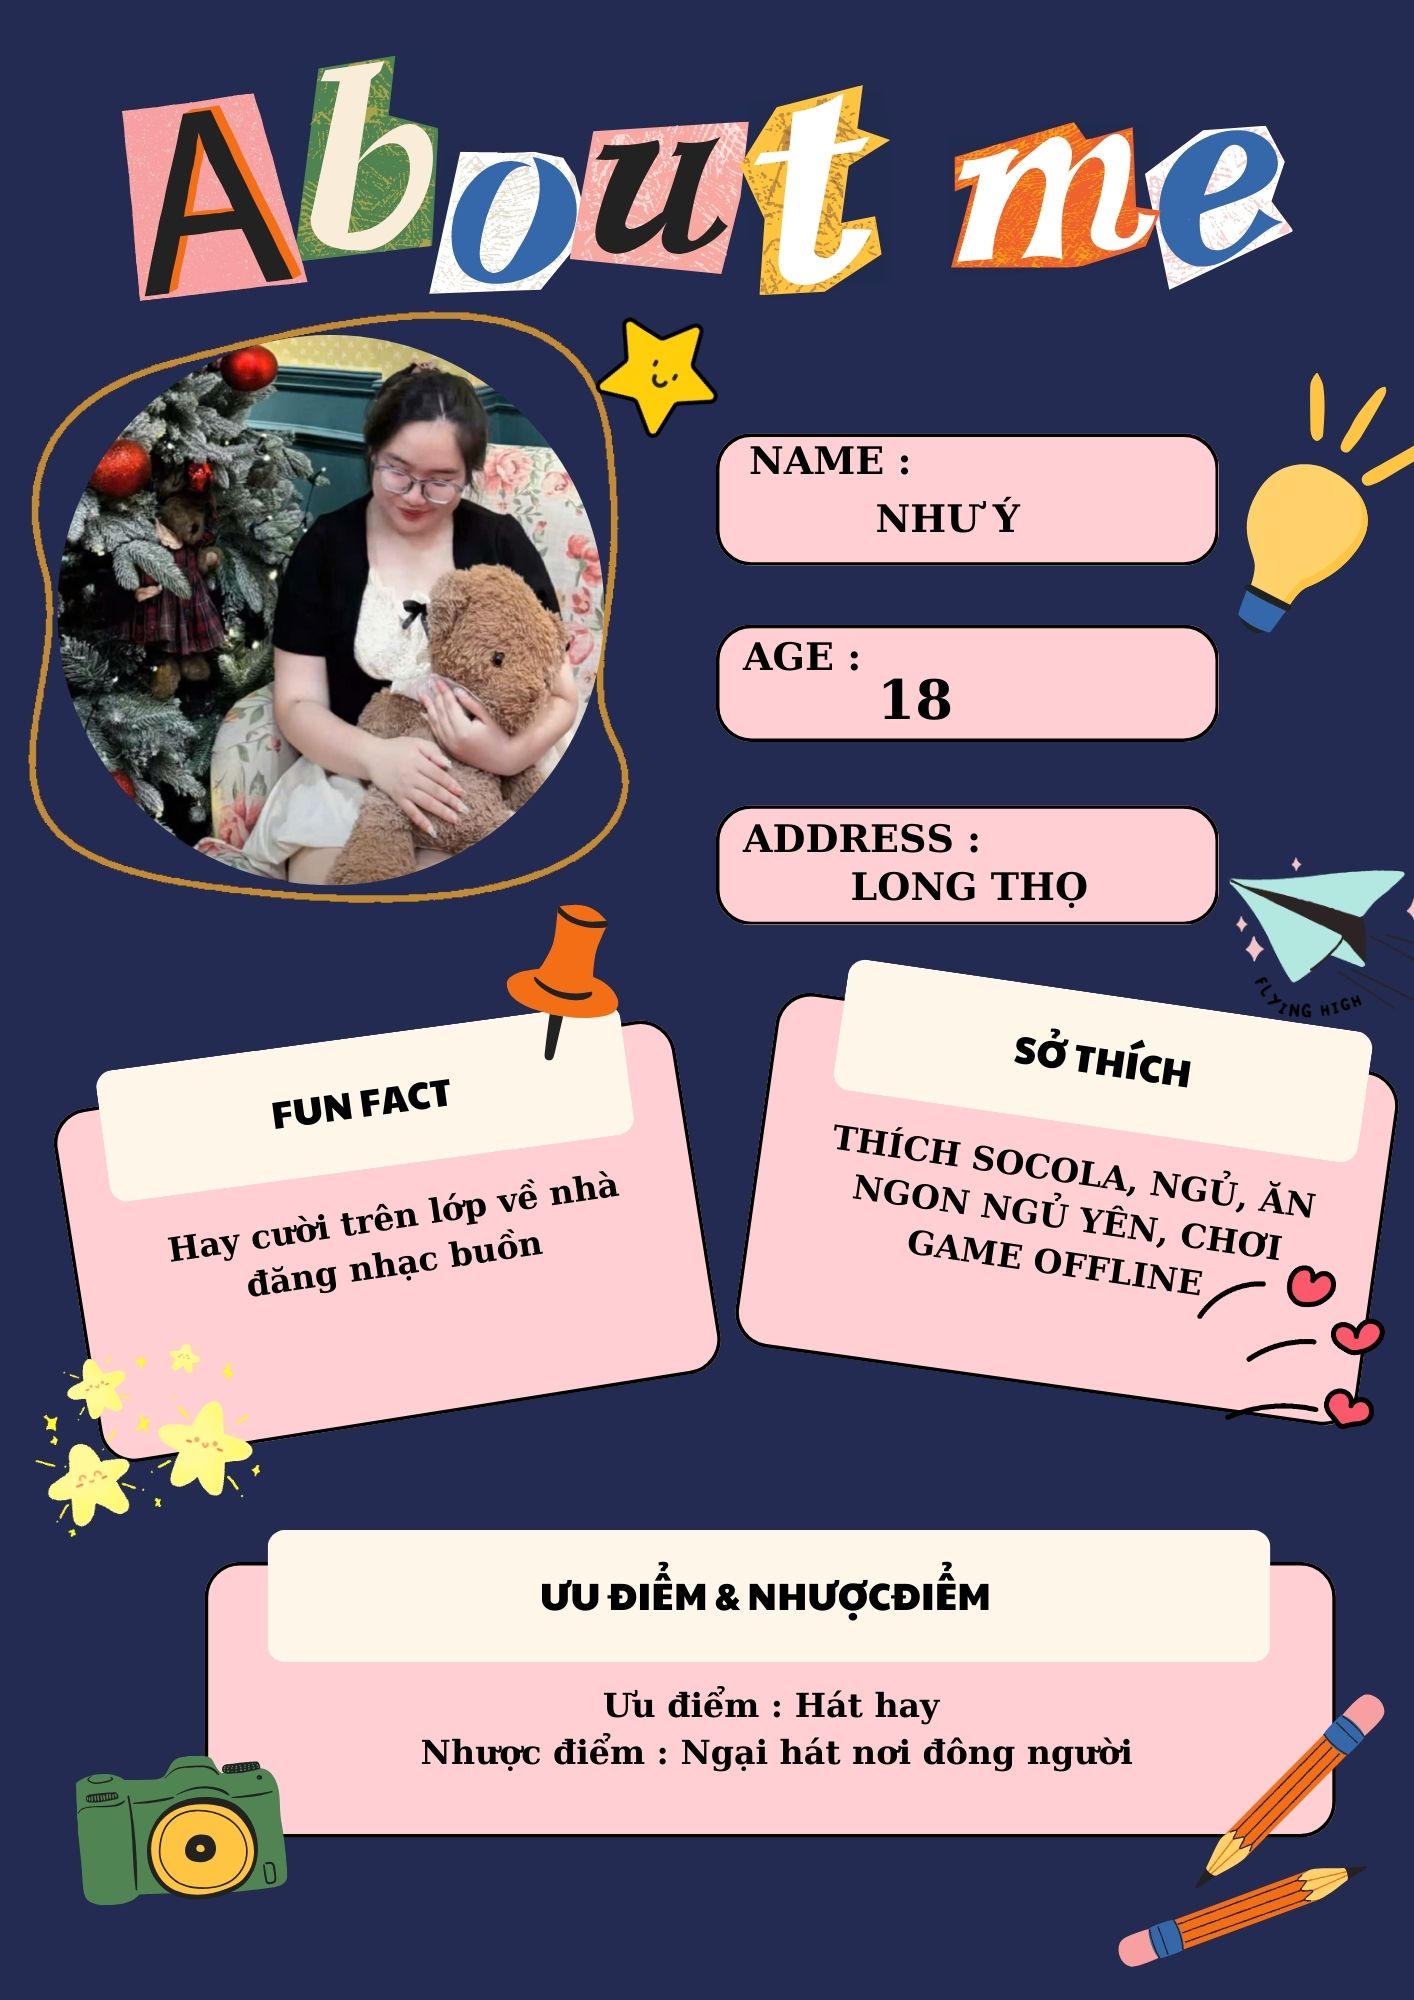 About me
NAME :
NHƯ Ý
AGE :
18
ADDRESS :
LONG THỌ
FLYING HIGH
FUN FACT
Hay cười trên lớp về nhà
đăng nhạc buồn
SỞ THÍCH
THÍCH SOCOLA, NGỦ, ĂN
NGON NGỦ YÊN, CHƠI
GAME OFFLINE
ƯU ĐIỂM & NHƯỢCĐIỂM
Ưu điểm : Hát hay
Nhược điểm : Ngại hát nơi đông người